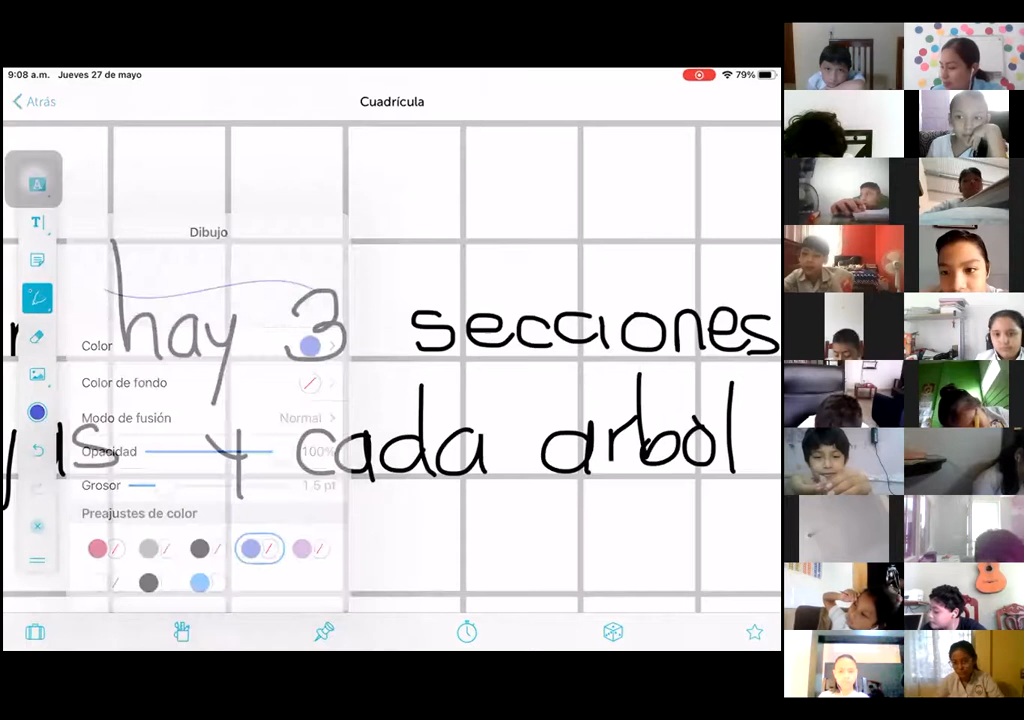 9:08 a.m. Jueves 27 de mayo 79%
Atrás Cuadrícula
A
T
Dibujo
hay 3 secciones
Color
Color de fondo
Modo de fusión Normal
y cada arbol
Opacidad 100%
Grosor 1.5 pt
Preajustes de color